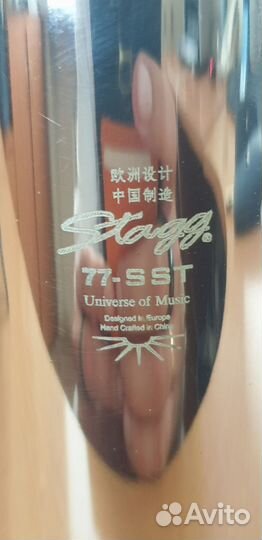 欧洲设计
中国制造
Stagg®
77-SST
Universe of Music
Designed in Europe
Hand Crafted in China
Avito